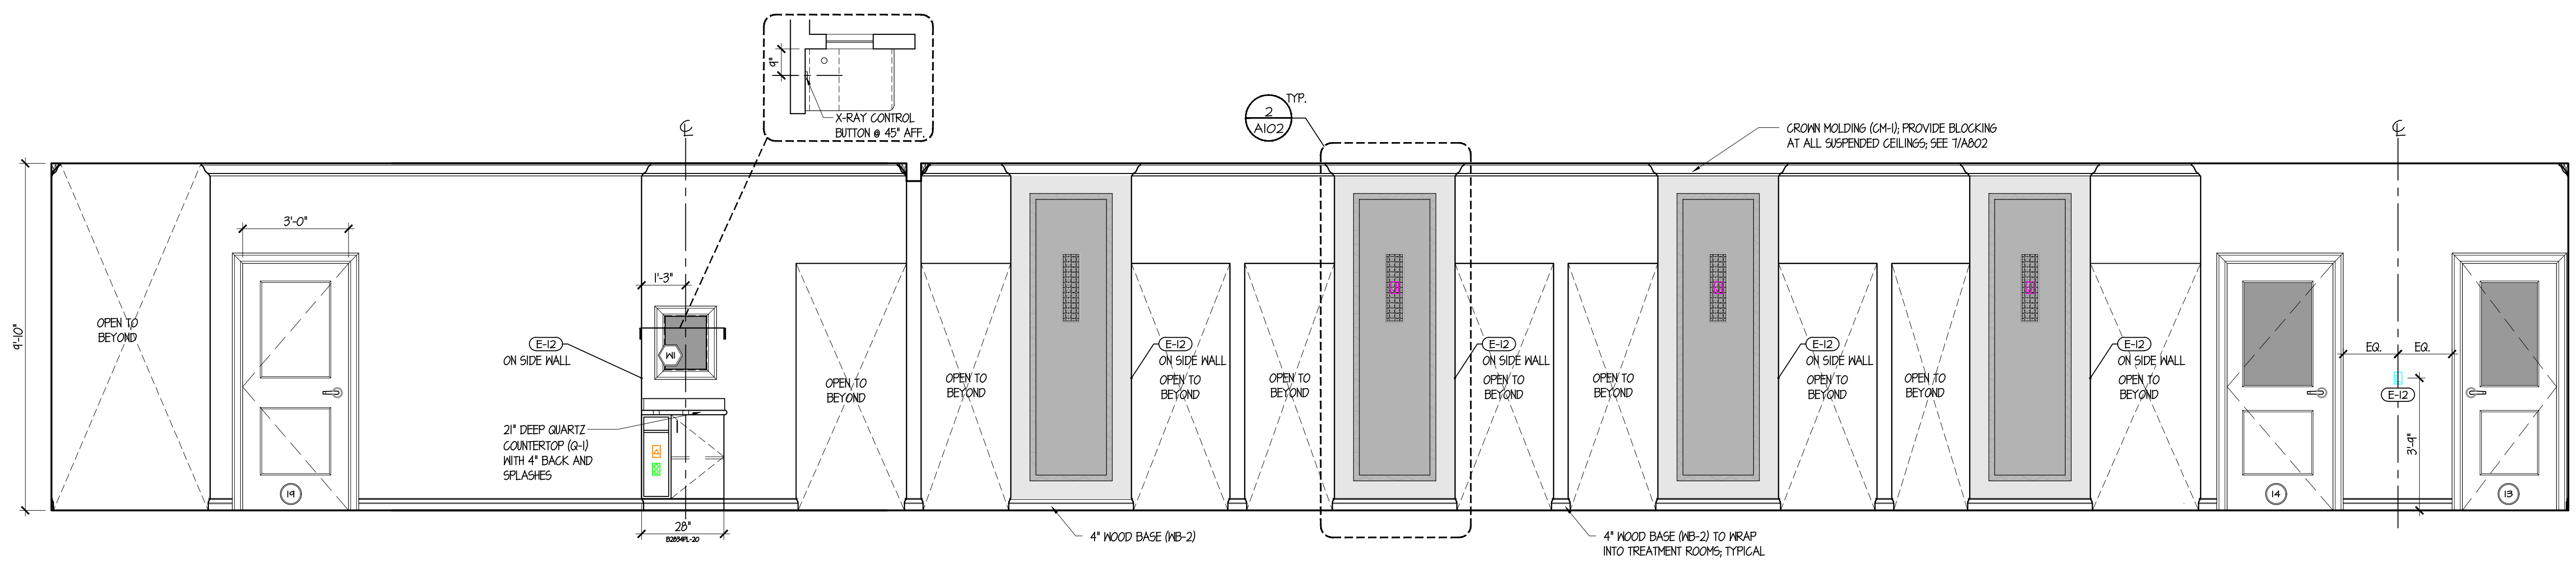 9"
X-RAY CONTROL
BUTTON @ 45" AFF.
2
A102
TYP.
CROWN MOLDING (CM-1); PROVIDE BLOCKING
AT ALL SUSPENDED CEILINGS; SEE 7/A802
9'-10"
3'-0"
1'-3"
OPEN TO
BEYOND
E-12
ON SIDE WALL
W1
OPEN TO
BEYOND
OPEN TO
BEYOND
E-12
ON SIDE WALL
OPEN TO
BEYOND
OPEN TO
BEYOND
E-12
ON SIDE WALL
OPEN TO
BEYOND
OPEN TO
BEYOND
E-12
ON SIDE WALL
OPEN TO
BEYOND
OPEN TO
BEYOND
E-12
ON SIDE WALL
OPEN TO
BEYOND
EQ.
EQ.
E-12
3'-9"
21" DEEP QUARTZ
COUNTERTOP (Q-1)
WITH 4" BACK AND
SPLASHES
19
14
13
28"
B2834PL-20
4" WOOD BASE (WB-2)
4" WOOD BASE (WB-2) TO WRAP
INTO TREATMENT ROOMS; TYPICAL